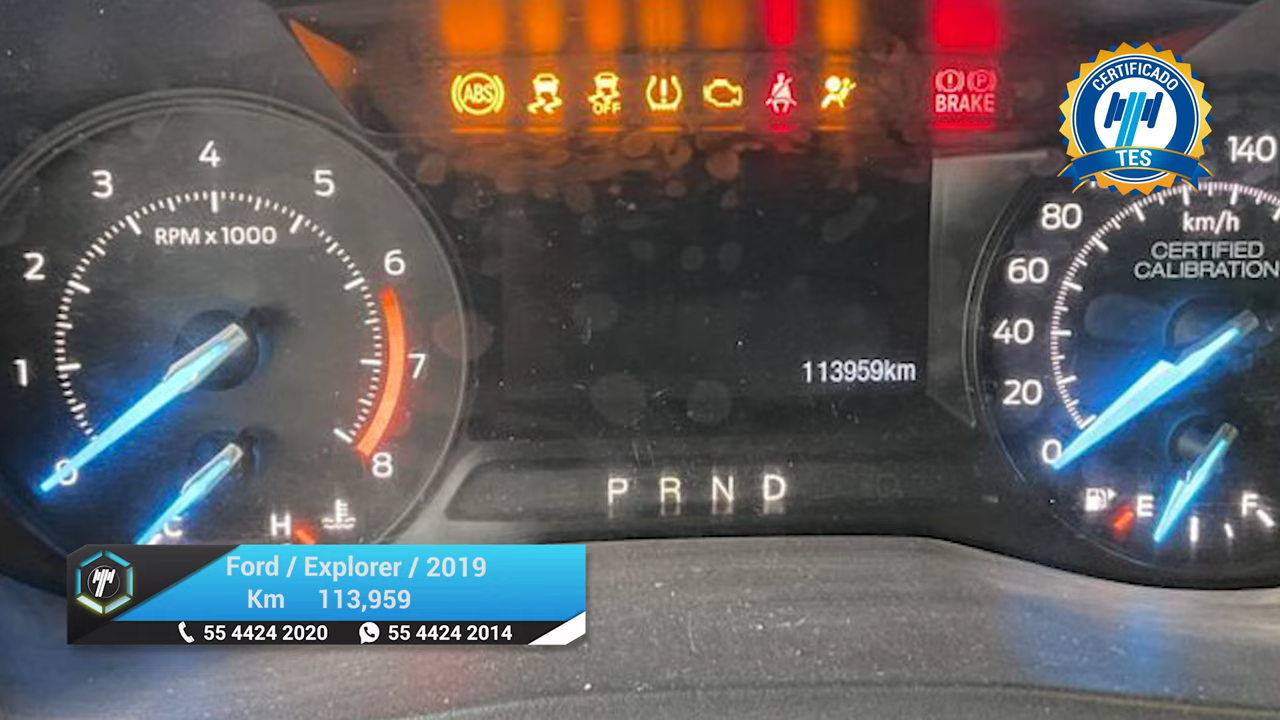 ABS
OFF
BRAKE
CERTIFICADO
TES
4
3
5
2
RPM x 1000
6
1
7
0
8
C
H
140
80
km/h
60
CERTIFIED
CALIBRATION
40
20
0
E
F
113959km
P R N D
Ford / Explorer / 2019
Km 113,959
55 4424 2020 55 4424 2014